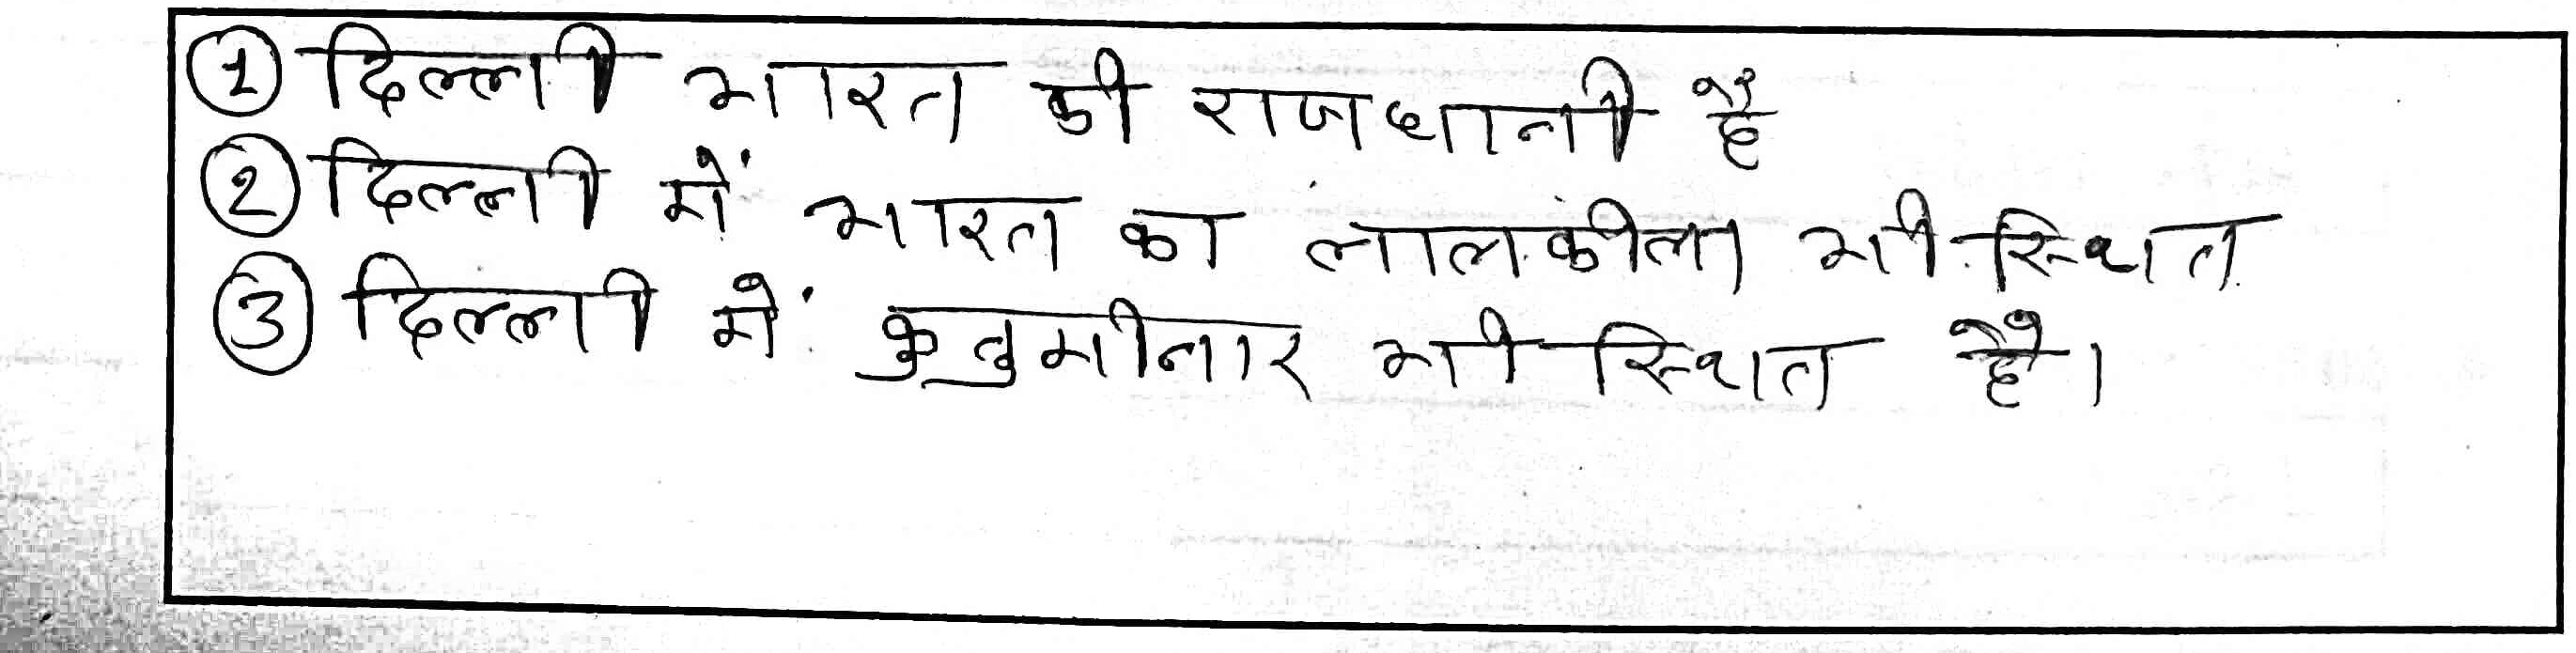 ① दिल्ली भारत की राजधानी है
② दिल्ली में भारत का लालकीला भी स्थित
③ दिल्ली में कुतुमीनार भी स्थित है।